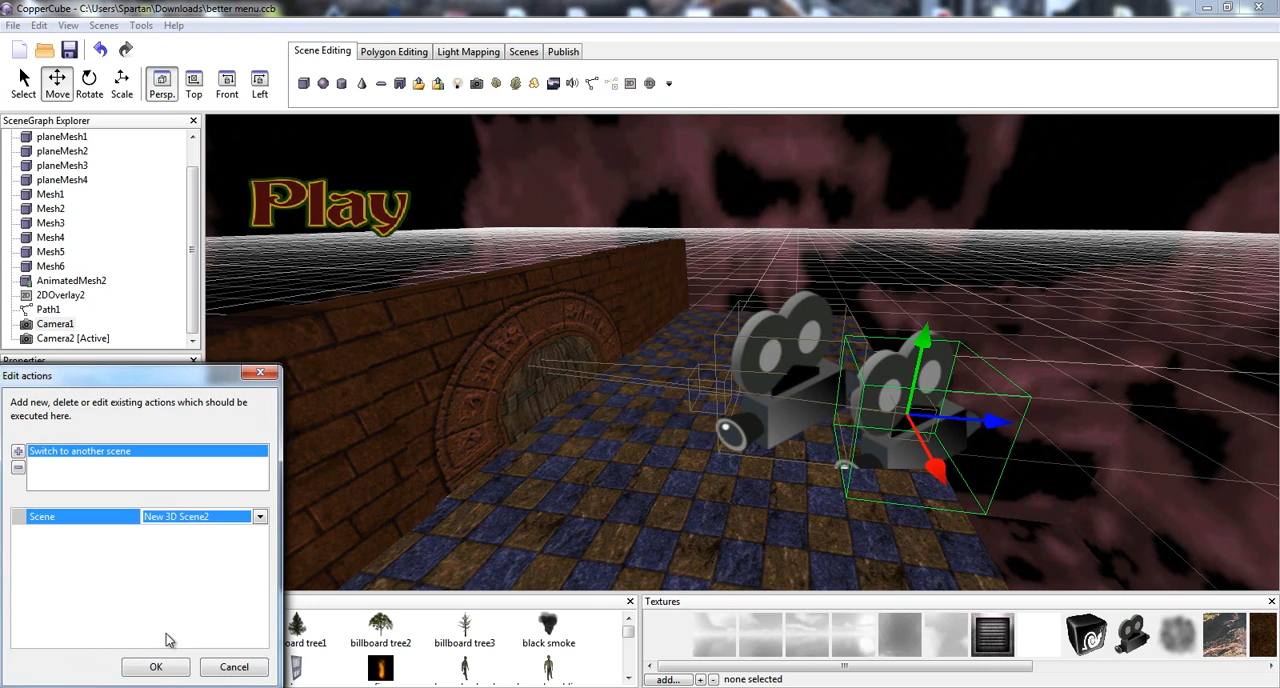 CopperCube - C:\Users\Spartan\Downloads\better menu.ccb
File Edit View Scenes Tools Help
Scene Editing Polygon Editing Light Mapping Scenes Publish
Select Move Rotate Scale Persp. Top Front Left
SceneGraph Explorer
planeMesh1
planeMesh2
planeMesh3
planeMesh4
Mesh1
Mesh2
Mesh3
Mesh4
Mesh5
Mesh6
AnimatedMesh2
2DOverlay2
Path1
Camera1
Camera2 [Active]
Properties
Play
Edit actions
Add new, delete or edit existing actions which should be
executed here.
Switch to another scene
Scene New 3D Scene2
OK Cancel
billboard tree2 billboard tree3 black smoke
Textures
add... + - none selected